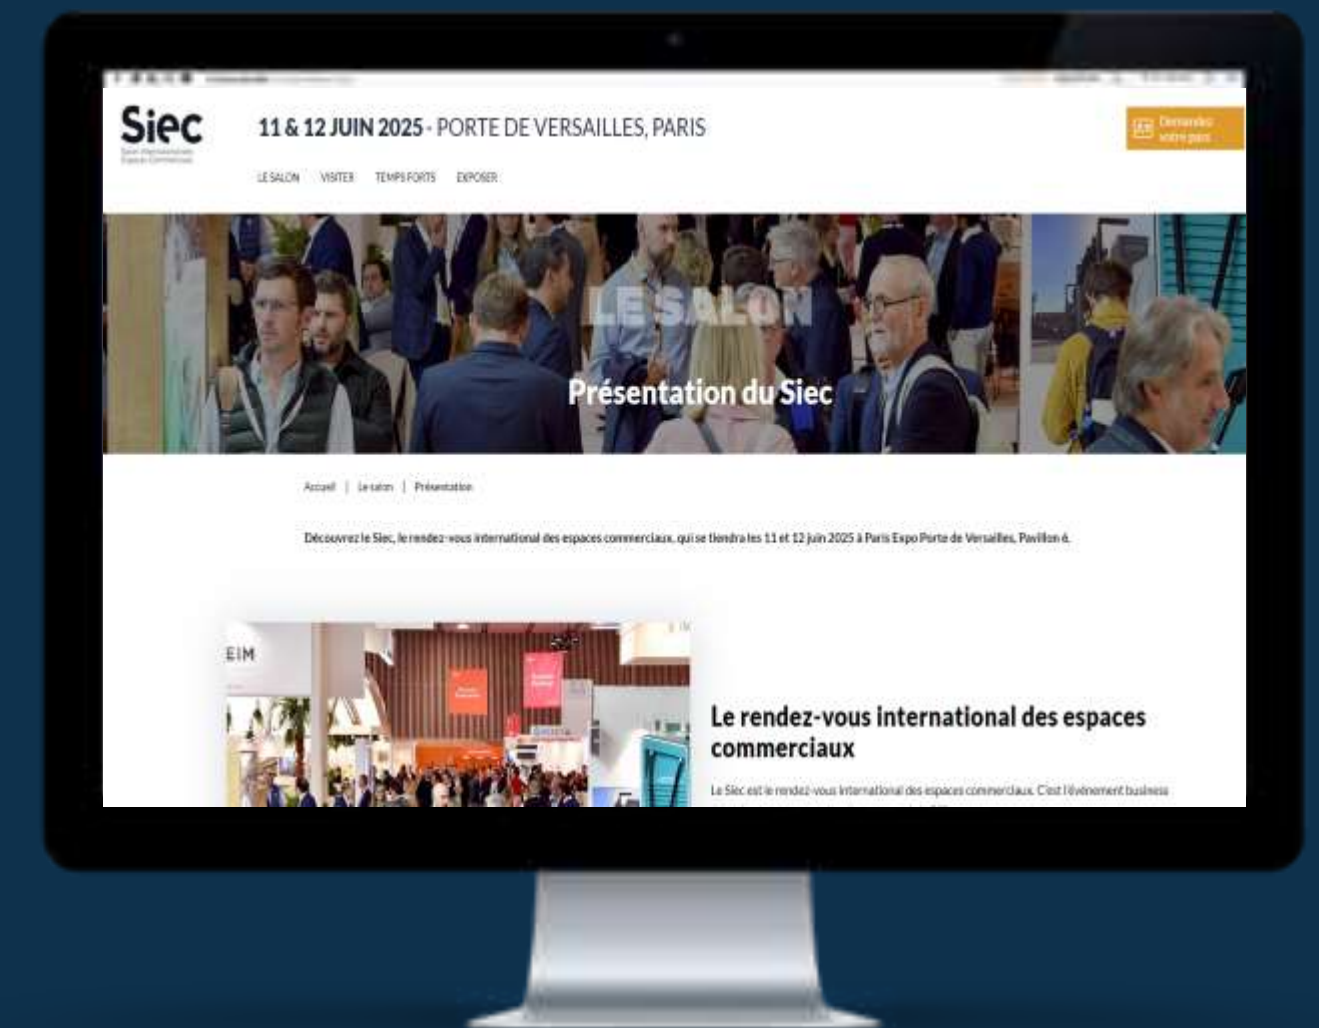 Siec
11 & 12 JUIN 2025 - PORTE DE VERSAILLES, PARIS
Demandez
votre pass
LE SALON VISITER TEMPS FORTS EXPOSER
LE SALON
Présentation du Siec
Accueil | Le salon | Présentation
Découvrez le Siec, le rendez-vous international des espaces commerciaux, qui se tiendra les 11 et 12 juin 2025 à Paris Expo Porte de Versailles, Pavillon 6.
EIM
Le rendez-vous international des espaces
commerciaux
Le Siec est le rendez-vous international des espaces commerciaux. C'est l'événement business